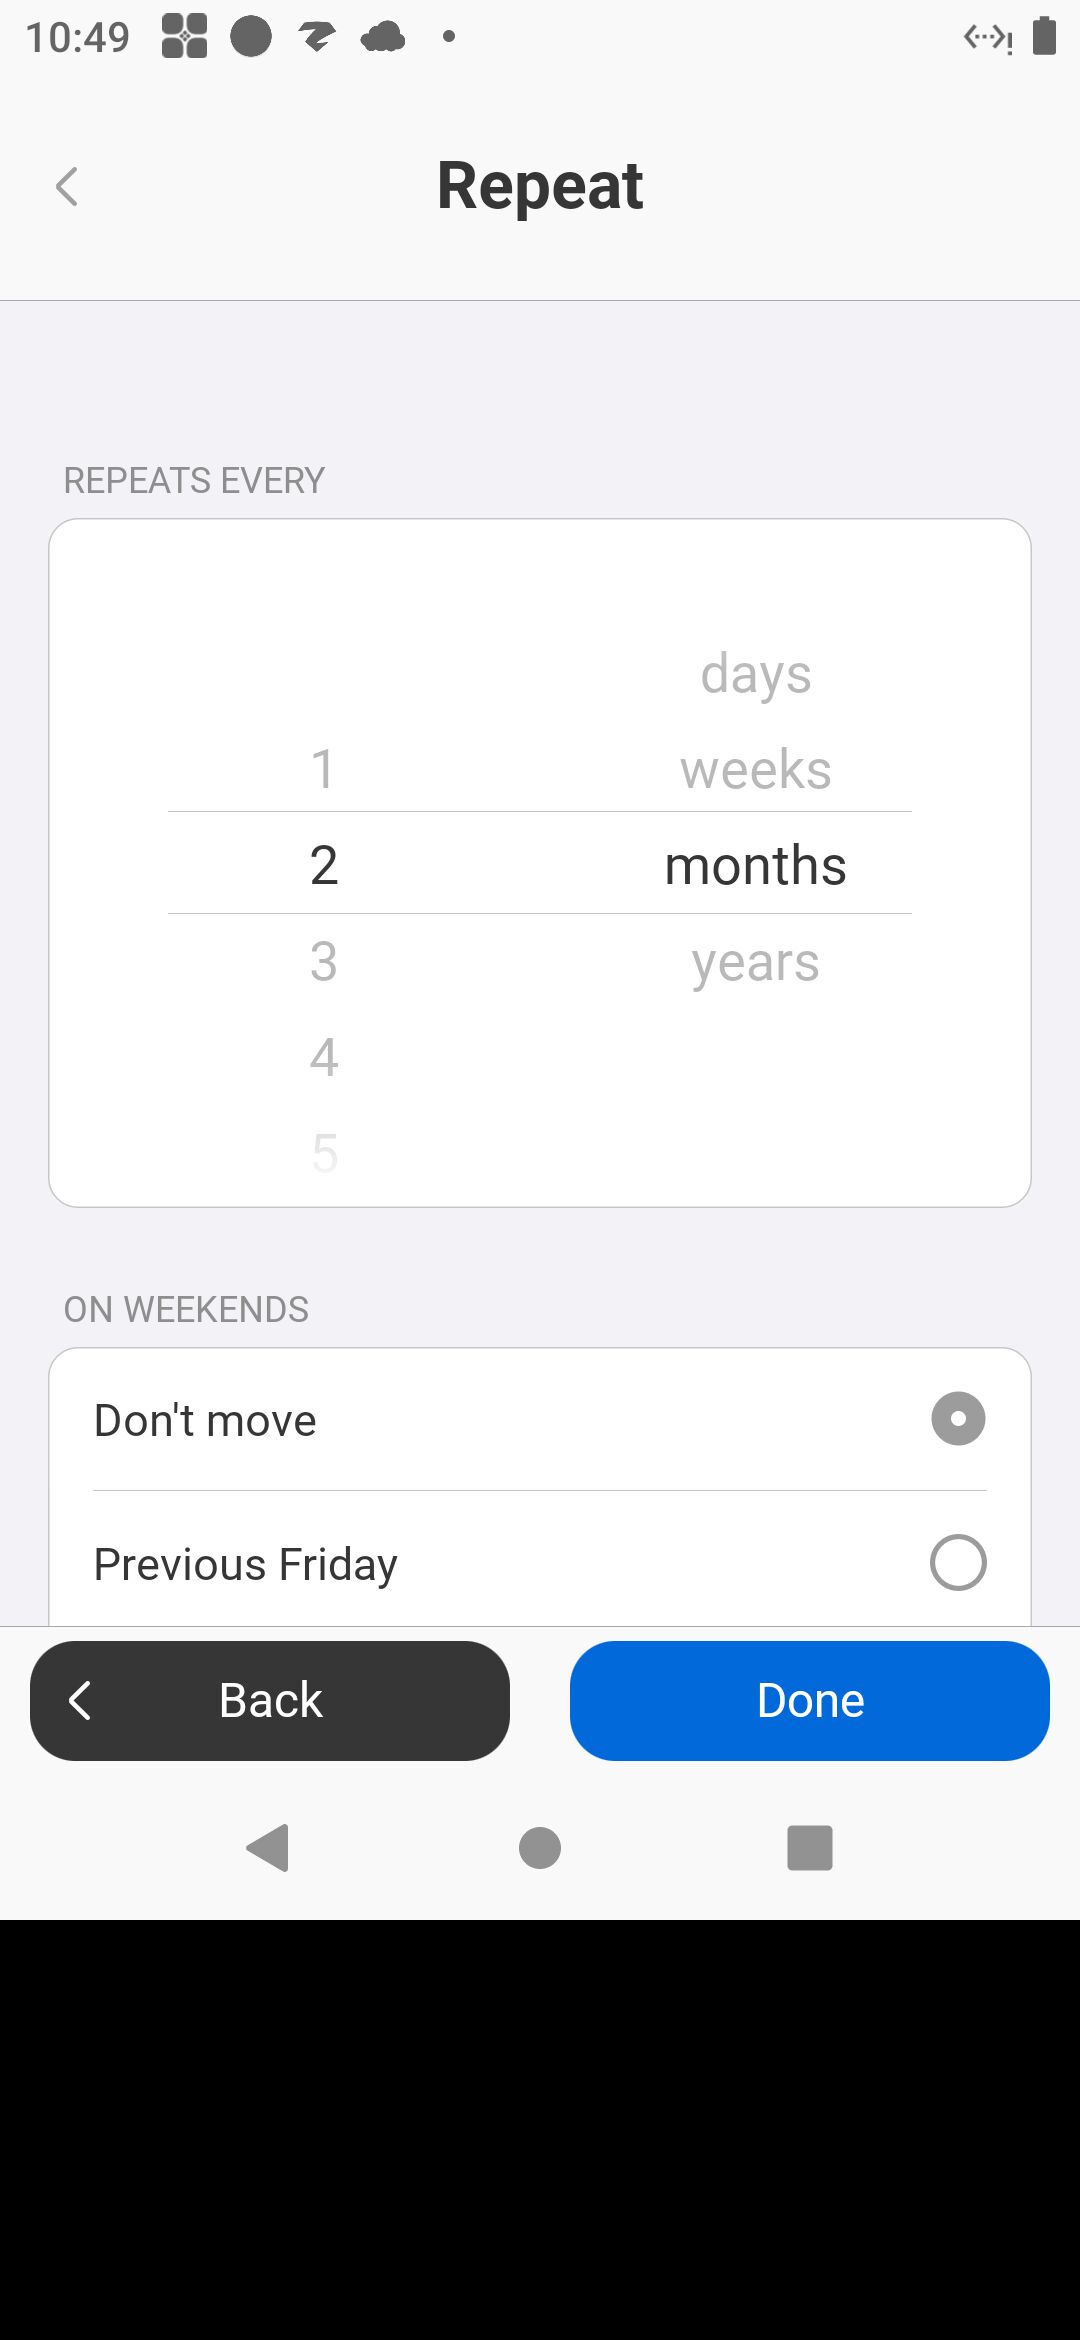 10:49
Repeat
REPEATS EVERY
days
1 weeks
2 months
3 years
4
5
ON WEEKENDS
Don't move
Previous Friday
Back Done